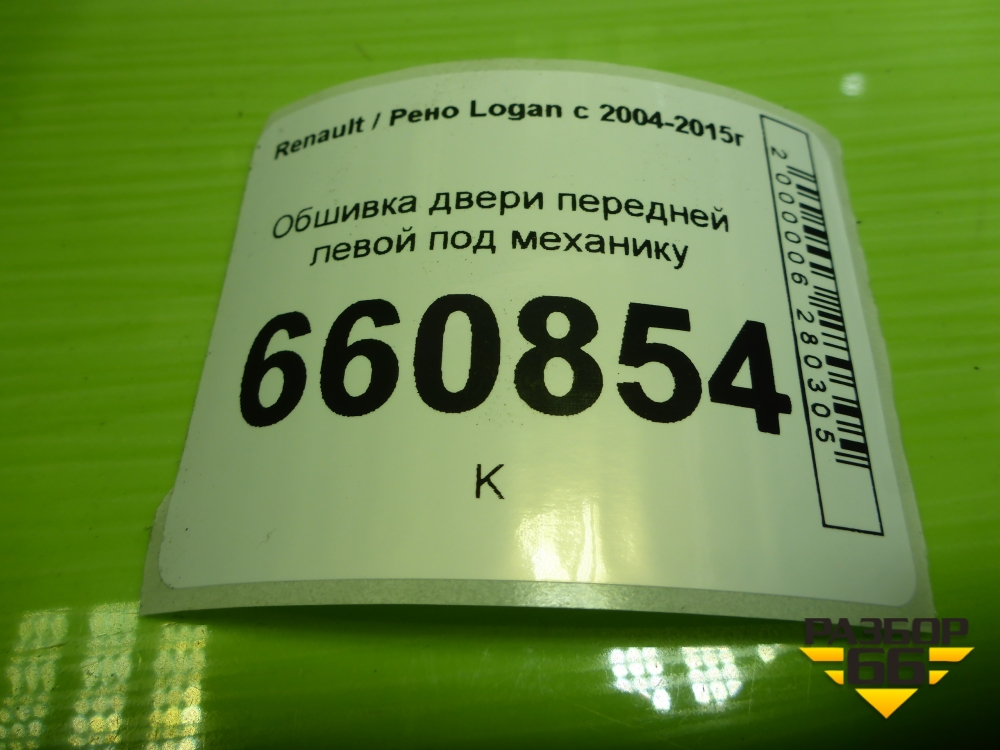 Renault / Рено Logan с 2004-2015г
Обшивка двери передней
левой под механику
660854
К
2000006280305
РАЗБОР
66